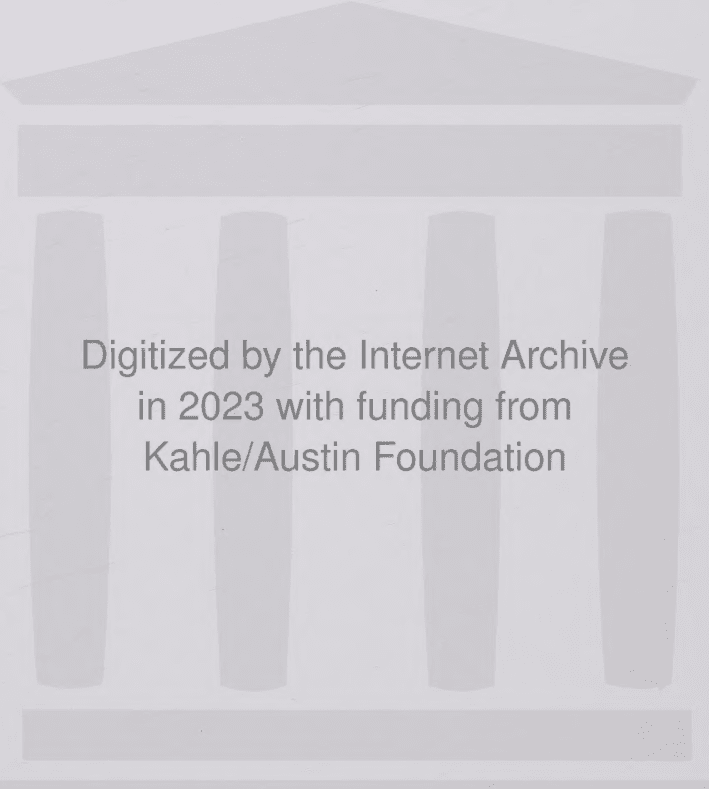 Digitized by the Internet Archive
in 2023 with funding from
Kahle/Austin Foundation